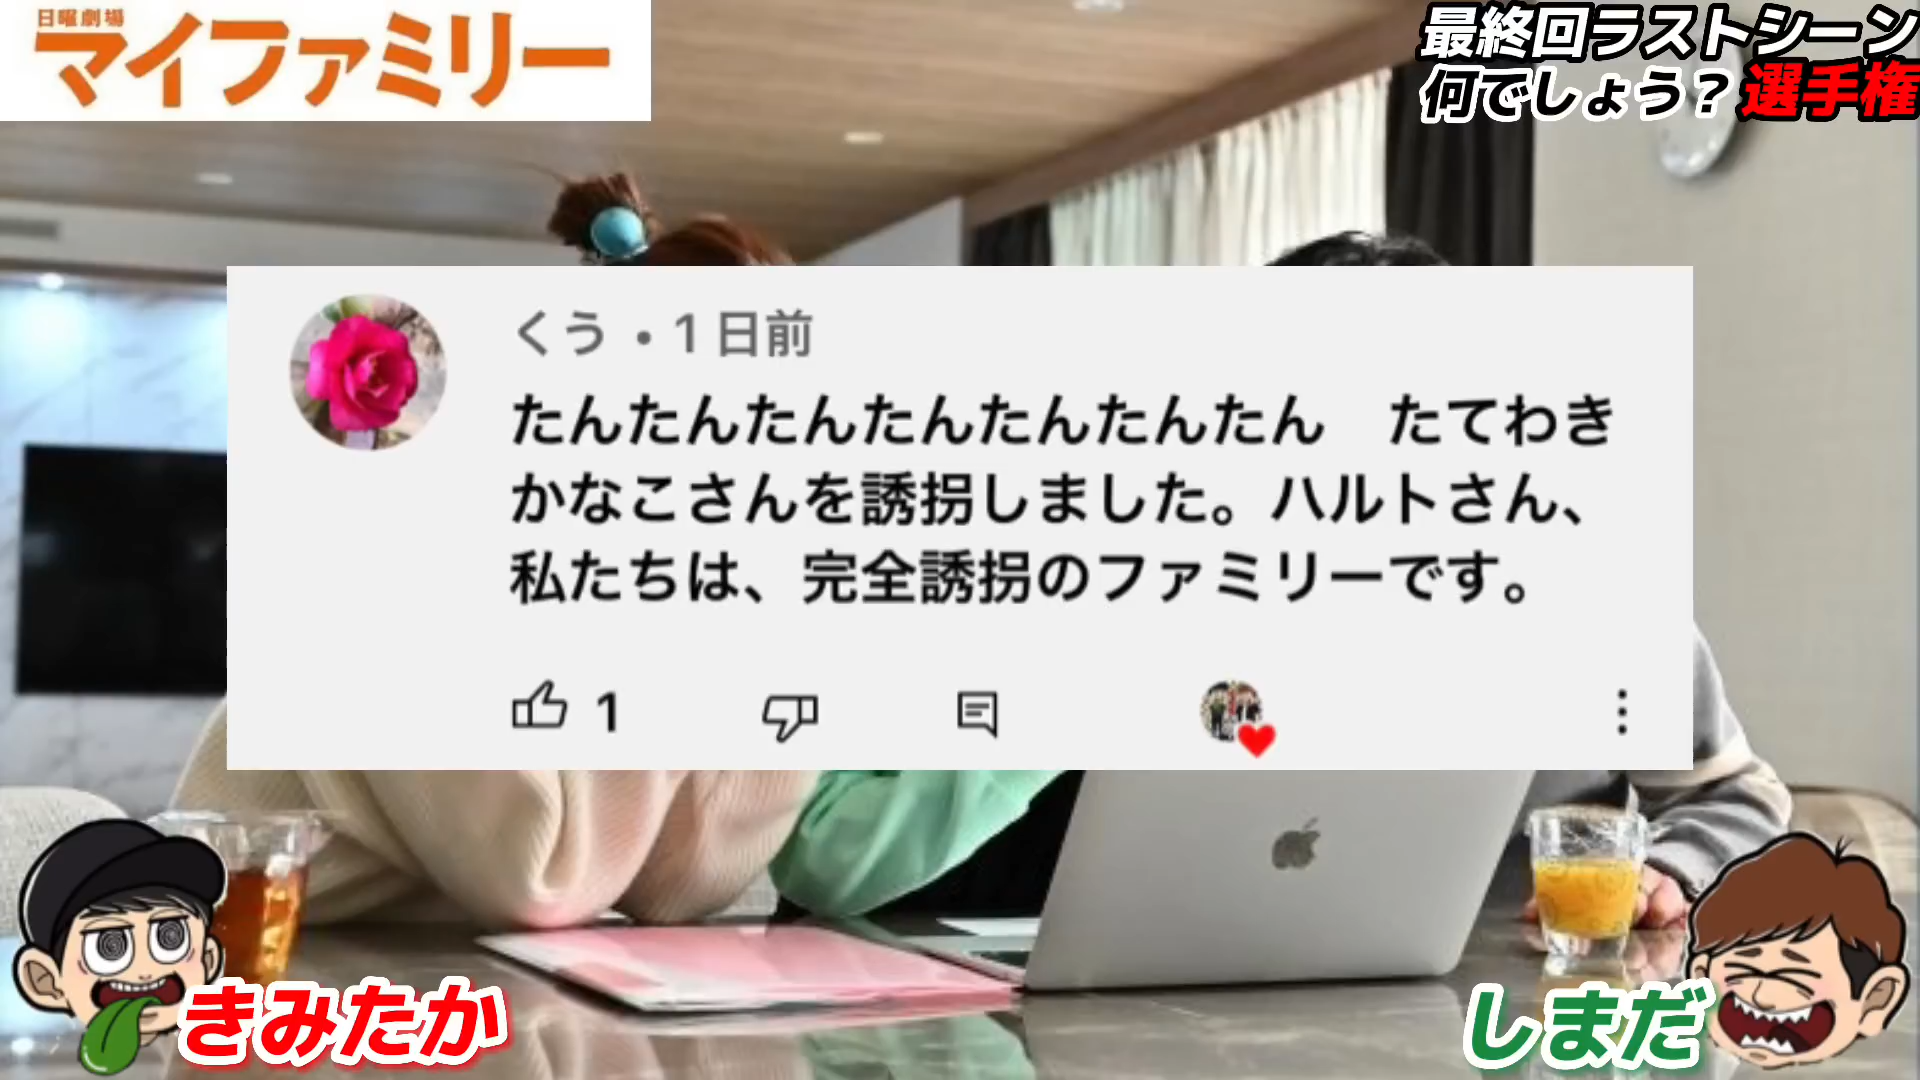 日曜劇場
マイファミリー
最終回ラストシーン
何でしょう？選手権
くう・1日前
たんたんたんたんたんたんたん　たてわき
かなこさんを誘拐しました。ハルトさん、
私たちは、完全誘拐のファミリーです。
1
きみたか
しまだ